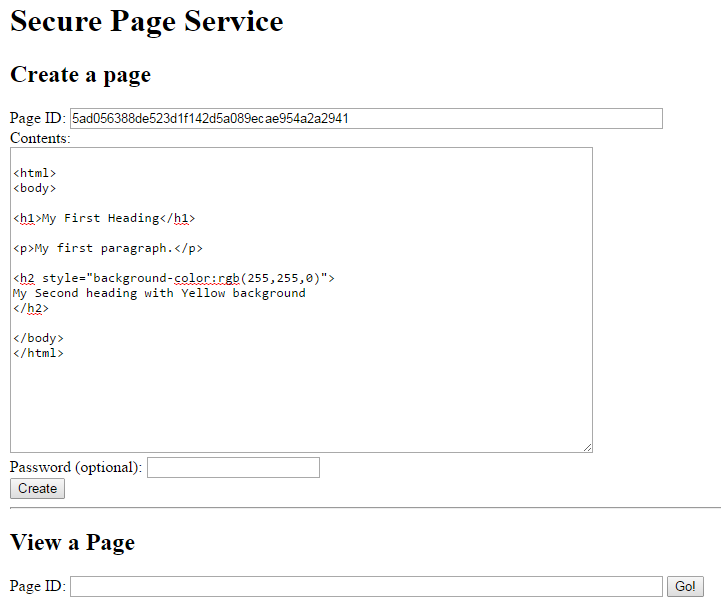 Secure Page Service
Create a page
Page ID: 5ad056388de523d1f142d5a089ecae954a2a2941
Contents:
<html>
<body>
<h1>My First Heading</h1>
<p>My first paragraph.</p>
<h2 style="background-color:rgb(255,255,0)">
My Second heading with Yellow background
</h2>
</body>
</html>
Password (optional):
Create
View a Page
Page ID: Go!